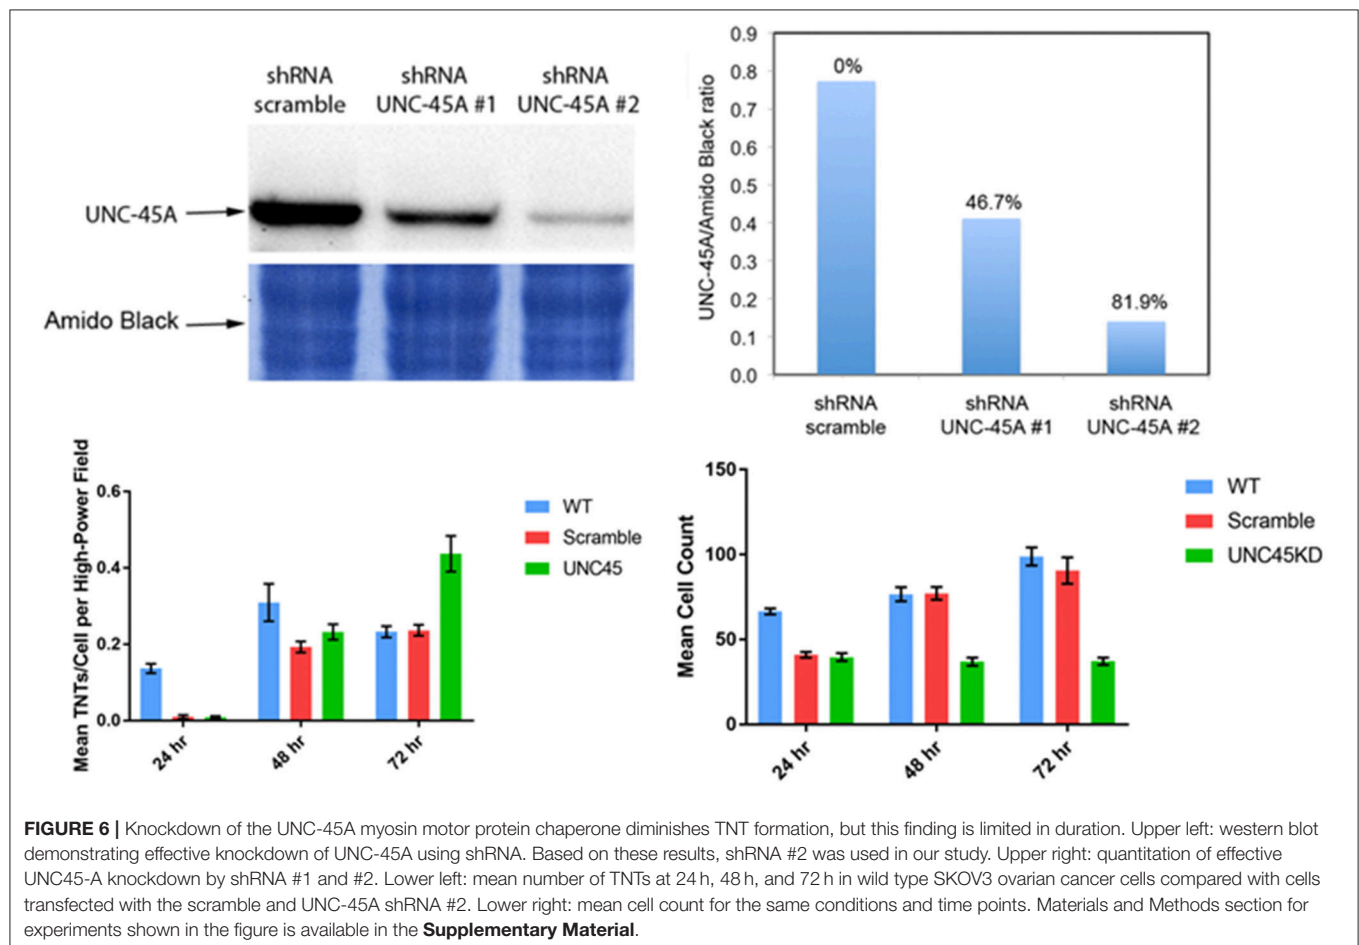 shRNA
scramble
shRNA
UNC-45A #1
shRNA
UNC-45A #2
UNC-45A
Amido Black
UNC-45A/Amido Black ratio
0.9
0.8
0.7
0.6
0.5
0.4
0.3
0.2
0.1
0.0
0%
46.7%
81.9%
shRNA
scramble
shRNA
UNC-45A #1
shRNA
UNC-45A #2
Mean TNTs/Cell per High-Power Field
0.6
0.4
0.2
0.0
24 hr
48 hr
72 hr
WT
Scramble
UNC45
Mean Cell Count
150
100
50
0
24 hr
48 hr
72 hr
WT
Scramble
UNC45KD
FIGURE 6 | Knockdown of the UNC-45A myosin motor protein chaperone diminishes TNT formation, but this finding is limited in duration. Upper left: western blot
demonstrating effective knockdown of UNC-45A using shRNA. Based on these results, shRNA #2 was used in our study. Upper right: quantitation of effective
UNC45-A knockdown by shRNA #1 and #2. Lower left: mean number of TNTs at 24 h, 48 h, and 72 h in wild type SKOV3 ovarian cancer cells compared with cells
transfected with the scramble and UNC-45A shRNA #2. Lower right: mean cell count for the same conditions and time points. Materials and Methods section for
experiments shown in the figure is available in the Supplementary Material.